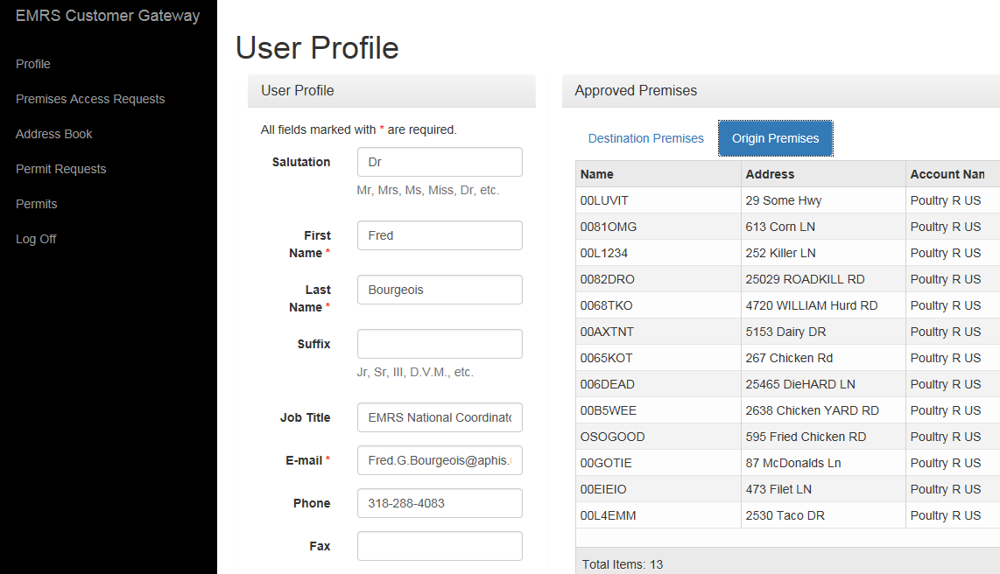 EMRS Customer Gateway
Profile
Premises Access Requests
Address Book
Permit Requests
Permits
Log Off
User Profile
User Profile
All fields marked with * are required.
Salutation Dr
Mr, Mrs, Ms, Miss, Dr, etc.
First
Name * Fred
Last
Name * Bourgeois
Suffix
Jr, Sr, III, D.V.M., etc.
Job Title EMRS National Coordinato
E-mail * Fred.G.Bourgeois@aphis.
Phone 318-288-4083
Fax
Approved Premises
Destination Premises Origin Premises
Name Address Account Nan
00LUVIT 29 Some Hwy Poultry R US
0081OMG 613 Corn LN Poultry R US
00L1234 252 Killer LN Poultry R US
0082DRO 25029 ROADKILL RD Poultry R US
0068TKO 4720 WILLIAM Hurd RD Poultry R US
00AXTNT 5153 Dairy DR Poultry R US
0065KOT 267 Chicken Rd Poultry R US
006DEAD 25465 DieHARD LN Poultry R US
00B5WEE 2638 Chicken YARD RD Poultry R US
OSOGOOD 595 Fried Chicken RD Poultry R US
00GOTIE 87 McDonalds Ln Poultry R US
00EIEIO 473 Filet LN Poultry R US
00L4EMM 2530 Taco DR Poultry R US
Total Items: 13